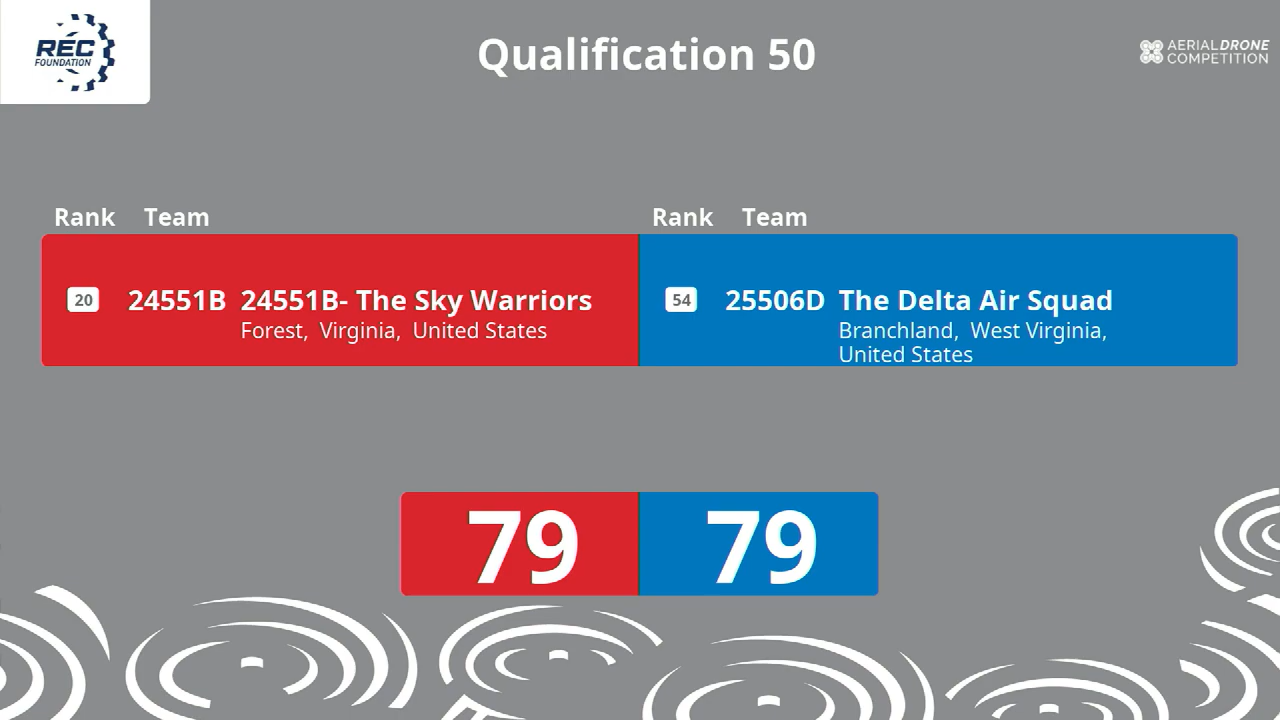 REC
FOUNDATION
Qualification 50
AERIALDRONE
COMPETITION
Rank Team
Rank Team
20 24551B 24551B- The Sky Warriors
Forest, Virginia, United States
54 25506D The Delta Air Squad
Branchland, West Virginia,
United States
79 79